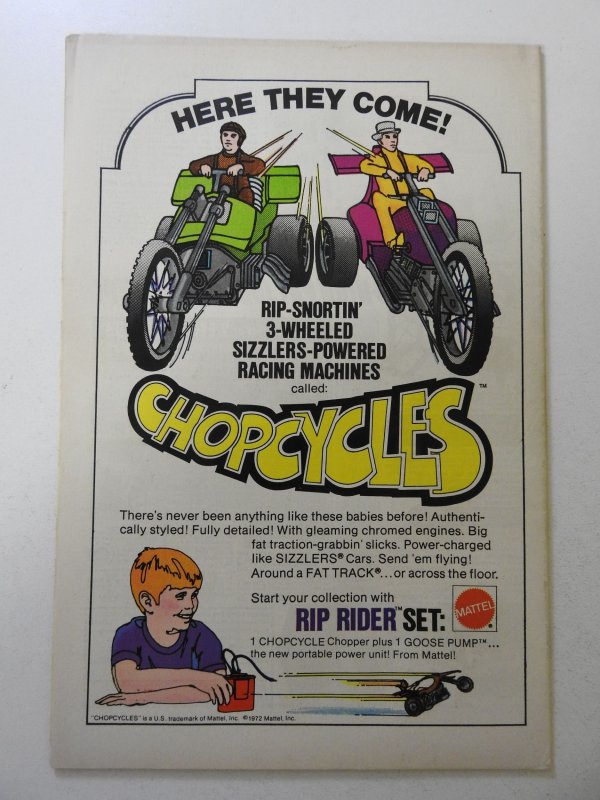 HERE THEY COME!
RIP-SNORTIN'
3-WHEELED
SIZZLERS-POWERED
RACING MACHINES
called:
CHOPCYCLES™
There's never been anything like these babies before! Authenti-
cally styled! Fully detailed! With gleaming chromed engines. Big
fat traction-grabbin' slicks. Power-charged
like SIZZLERS® Cars. Send 'em flying!
Around a FAT TRACK®...or across the floor.
Start your collection with
RIP RIDER™ SET:
MATTEL®
1 CHOPCYCLE Chopper plus 1 GOOSE PUMP™...
the new portable power unit! From Mattel!
"CHOPCYCLES" is a U.S. trademark of Mattel, Inc. ©1972 Mattel, Inc.